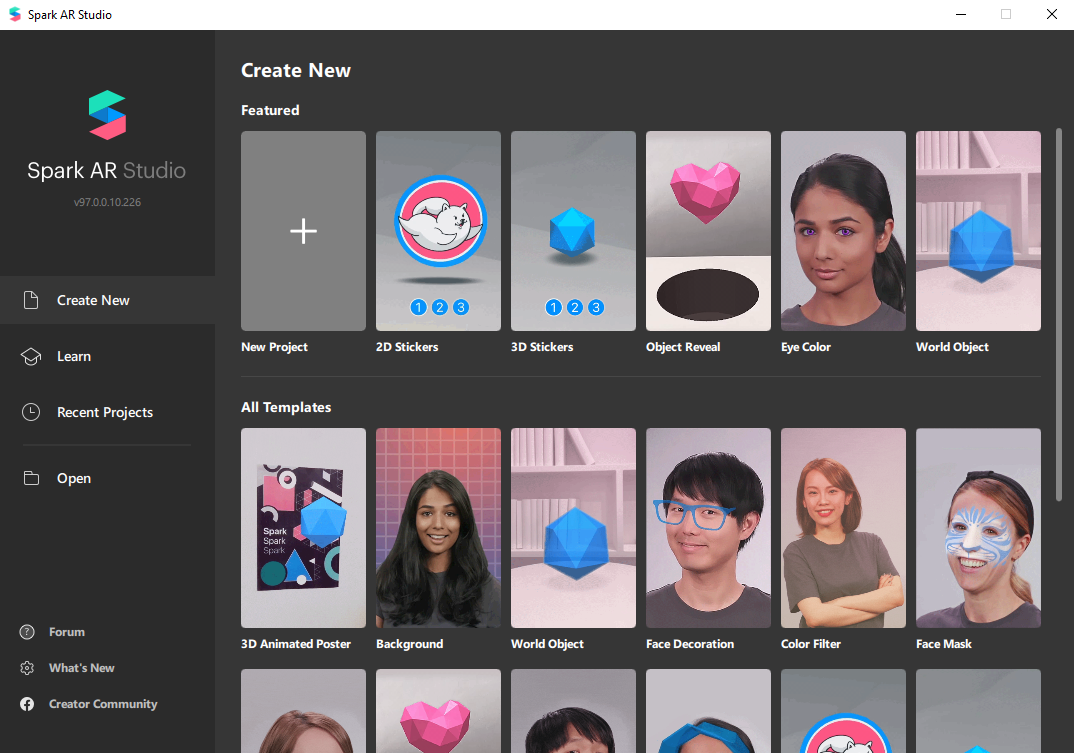 Spark AR Studio
Spark AR Studio
v97.0.0.10.226
Create New
Learn
Recent Projects
Open
Forum
What's New
Creator Community
Create New
Featured
1 2 3
1 2 3
New Project
2D Stickers
3D Stickers
Object Reveal
Eye Color
World Object
All Templates
Spark
Spark
Spark
3D Animated Poster
Background
World Object
Face Decoration
Color Filter
Face Mask